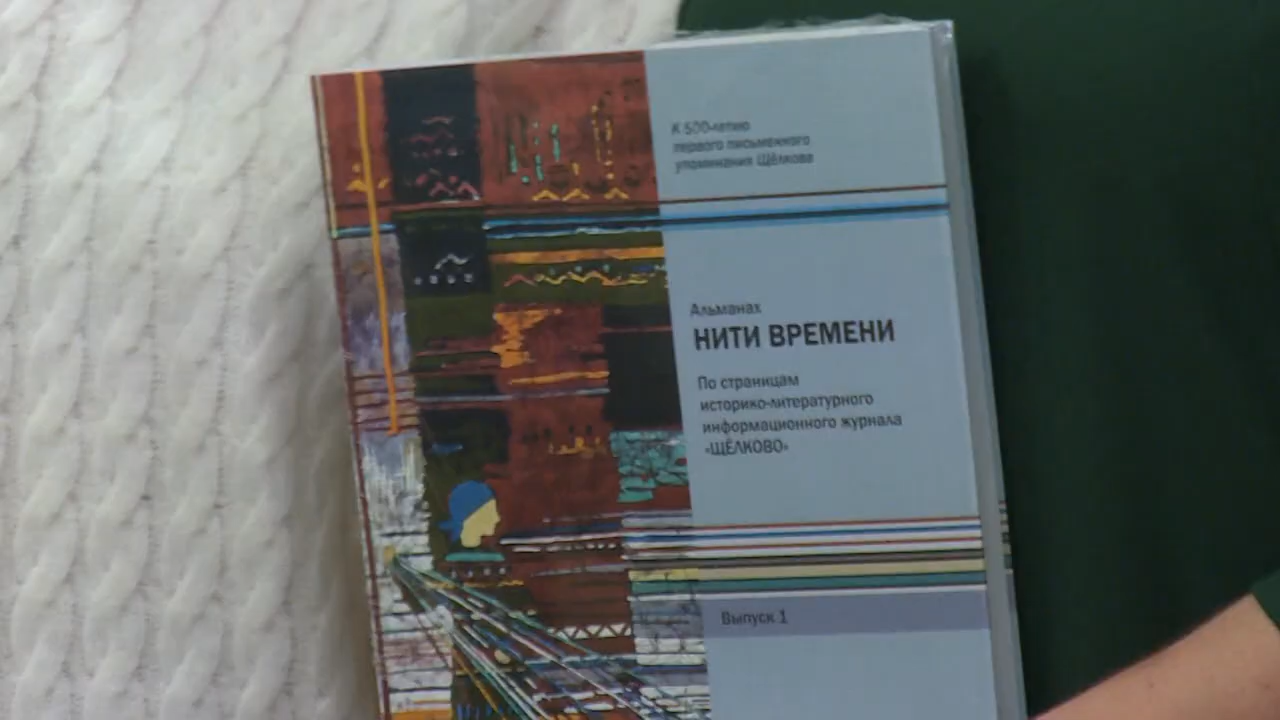 К 500-летию
первого письменного
упоминания Щёлкова
Альманах
НИТИ ВРЕМЕНИ
По страницам
историко-литературного
информационного журнала
«ЩЁЛКОВО»
Выпуск 1